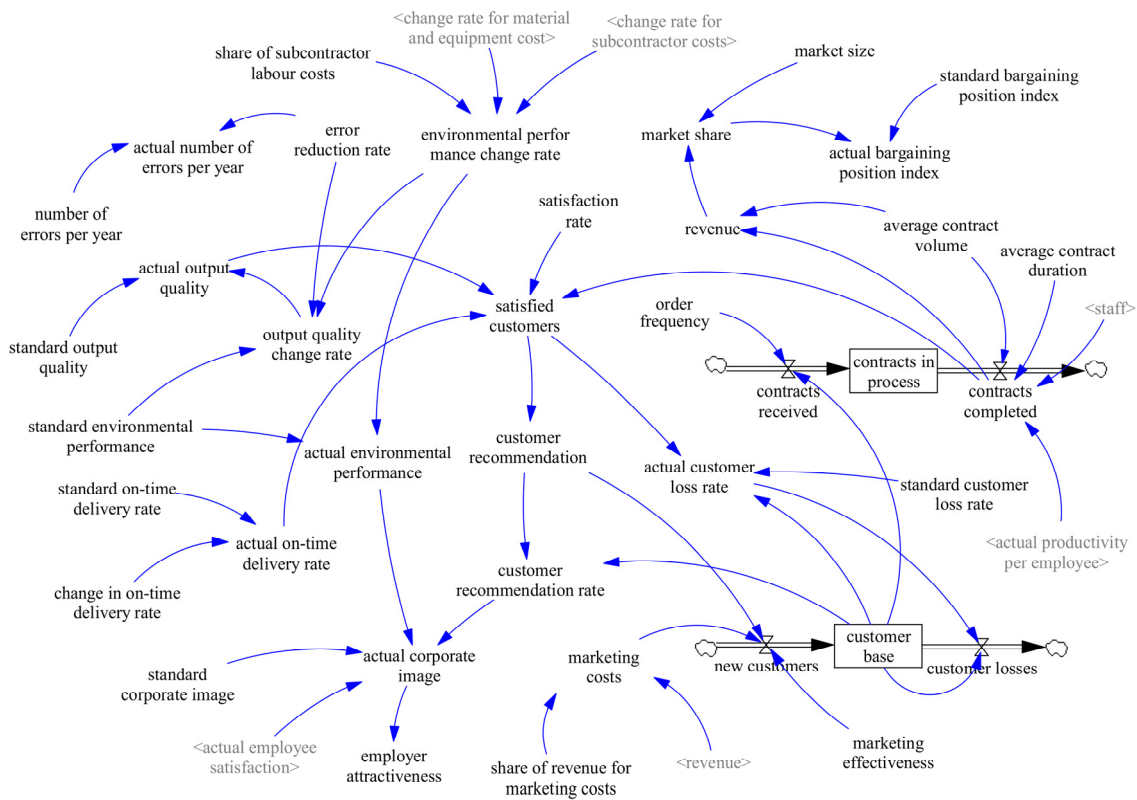 <change rate for material
and equipment cost>
<change rate for
subcontractor costs>
share of subcontractor
labour costs
market size
standard bargaining
position index
error
reduction rate
environmental perfor
mance change rate
market share
actual number of
errors per year
actual bargaining
position index
number of
errors per year
satisfaction
rate
revenue
average contract
volume
average contract
duration
actual output
quality
satisfied
customers
order
frequency
<staff>
output quality
change rate
standard output
quality
contracts in
process
contracts
received
contracts
completed
standard environmental
performance
actual environmental
performance
customer
recommendation
actual customer
loss rate
standard customer
loss rate
standard on-time
delivery rate
actual on-time
delivery rate
<actual productivity
per employee>
change in on-time
delivery rate
customer
recommendation rate
customer
base
new customers
customer losses
actual corporate
image
marketing
costs
standard
corporate image
<actual employee
satisfaction>
employer
attractiveness
share of revenue for
marketing costs
<revenue>
marketing
effectiveness